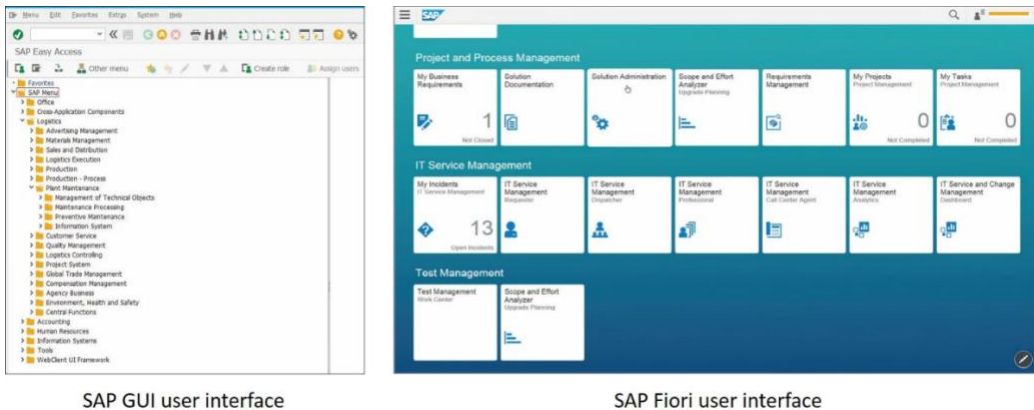 Menu Edit Favorites Extras System Help
SAP Easy Access
Other menu Create role Assign users
Favorites
SAP Menu
Office
Cross-Application Components
Logistics
Advertising Management
Materials Management
Sales and Distribution
Logistics Execution
Production
Production - Process
Plant Maintenance
Management of Technical Objects
Maintenance Processing
Preventive Maintenance
Information System
Customer Service
Quality Management
Logistics Controlling
Project System
Global Trade Management
Compensation Management
Agency Business
Environment, Health and Safety
Central Functions
Accounting
Human Resources
Information Systems
Tools
WebClient UI Framework
SAP GUI user interface
SAP
Project and Process Management
My Business
Requirements
1
Not Closed
Solution
Documentation
Solution Administration
Scope and Effort
Analyzer
Upgrade Planning
Requirements
Management
My Projects
Project Management
0
Not Completed
My Tasks
Project Management
0
Not Completed
IT Service Management
My Incidents
IT Service Management
13
Open Incidents
IT Service
Management
Requester
IT Service
Management
Dispatcher
IT Service
Management
Professional
IT Service
Management
Call Center Agent
IT Service
Management
Analytics
IT Service and Change
Management
Dashboard
Test Management
Test Management
Work Center
Scope and Effort
Analyzer
Upgrade Planning
SAP Fiori user interface